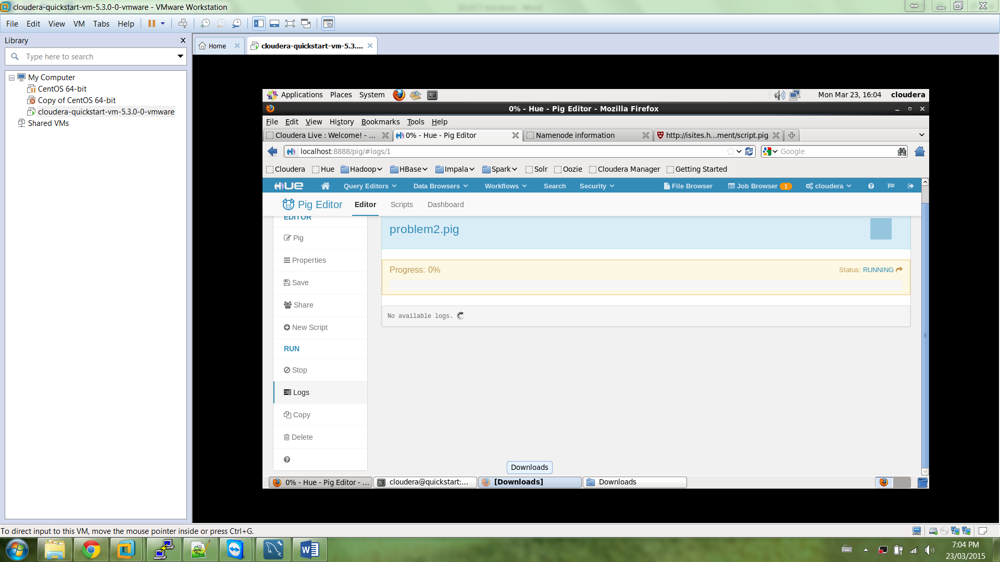 cloudera-quickstart-vm-5.3.0-0-vmware - VMware Workstation
File Edit View VM Tabs Help
Library
Type here to search
My Computer
CentOS 64-bit
Copy of CentOS 64-bit
cloudera-quickstart-vm-5.3.0-0-vmware
Shared VMs
Home
cloudera-quickstart-vm-5.3....
Applications Places System
Mon Mar 23, 16:04 cloudera
0% - Hue - Pig Editor - Mozilla Firefox
File Edit View History Bookmarks Tools Help
Cloudera Live : Welcome! - ...
0% - Hue - Pig Editor
Namenode information
http://isites.h...ment/script.pig
localhost:8888/pig/#logs/1
Google
Cloudera Hue Hadoop HBase Impala Spark Solr Oozie Cloudera Manager Getting Started
HUE Query Editors Data Browsers Workflows Search Security File Browser Job Browser 1 cloudera
Pig Editor Editor Scripts Dashboard
EDITOR
Pig
Properties
Save
Share
New Script
RUN
Stop
Logs
Copy
Delete
problem2.pig
Progress: 0%
Status: RUNNING
No available logs.
Downloads
0% - Hue - Pig Editor - ...
cloudera@quickstart:...
[Downloads]
Downloads
To direct input to this VM, move the mouse pointer inside or press Ctrl+G.
7:04 PM
23/03/2015